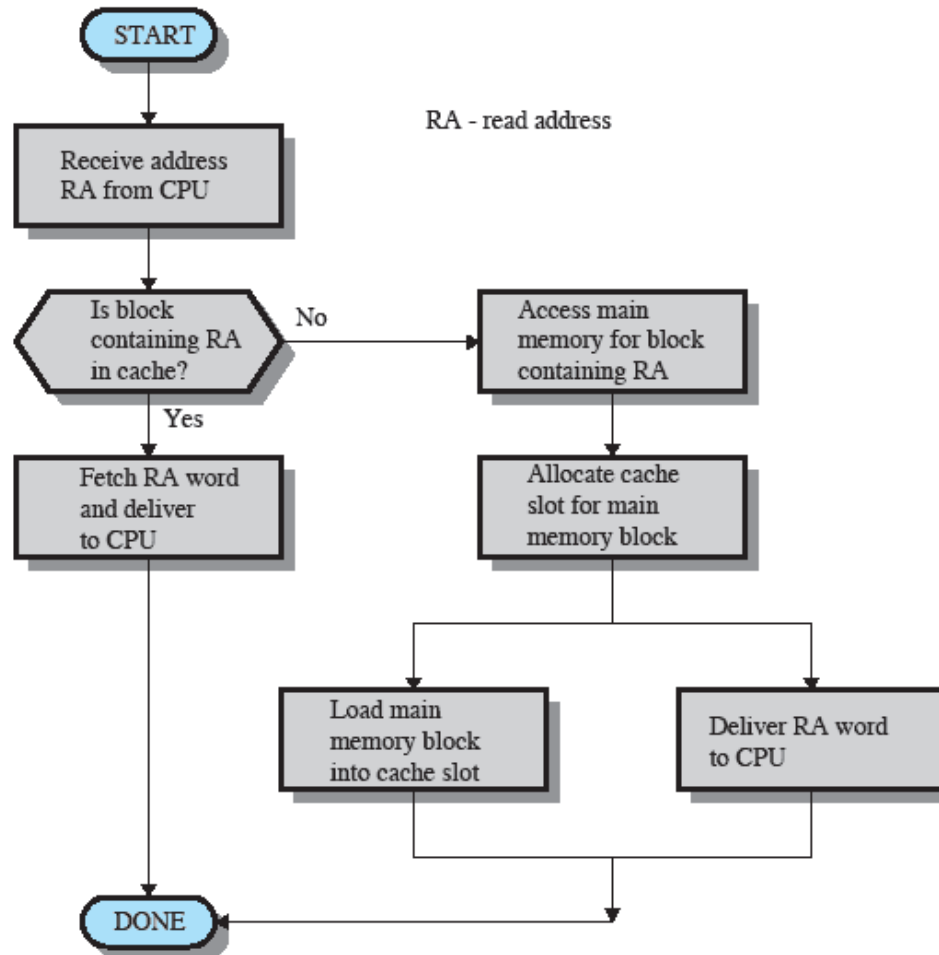 START
RA - read address
Receive address
RA from CPU
Is block
containing RA
in cache?
No
Access main
memory for block
containing RA
Yes
Fetch RA word
and deliver
to CPU
Allocate cache
slot for main
memory block
Load main
memory block
into cache slot
Deliver RA word
to CPU
DONE